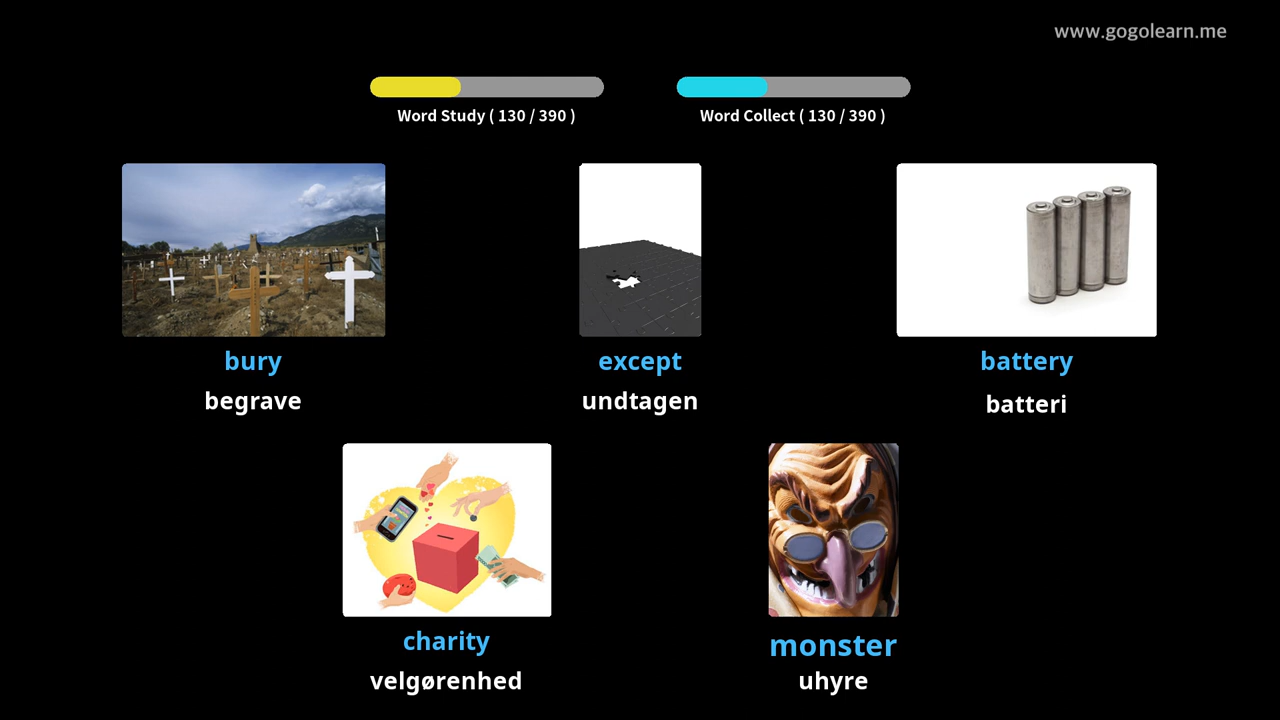 www.gogolearn.me
Word Study ( 130 / 390 )
Word Collect ( 130 / 390 )
bury
except
battery
begrave
undtagen
batteri
charity
monster
velgørenhed
uhyre